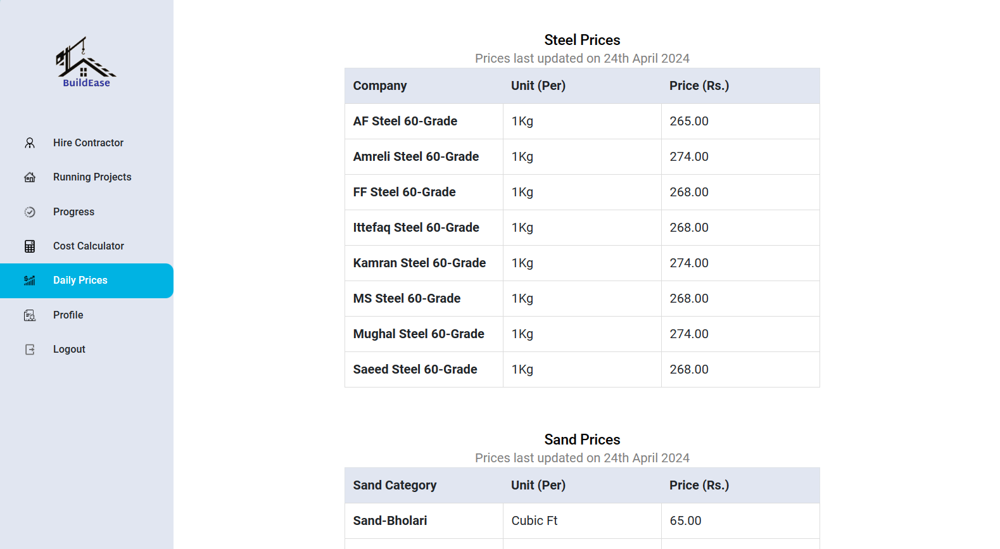 BuildEase
Hire Contractor
Running Projects
Progress
Cost Calculator
Daily Prices
Profile
Logout
Steel Prices
Prices last updated on 24th April 2024
Company Unit (Per) Price (Rs.)
AF Steel 60-Grade 1Kg 265.00
Amreli Steel 60-Grade 1Kg 274.00
FF Steel 60-Grade 1Kg 268.00
Ittefaq Steel 60-Grade 1Kg 268.00
Kamran Steel 60-Grade 1Kg 274.00
MS Steel 60-Grade 1Kg 268.00
Mughal Steel 60-Grade 1Kg 274.00
Saeed Steel 60-Grade 1Kg 268.00
Sand Prices
Prices last updated on 24th April 2024
Sand Category Unit (Per) Price (Rs.)
Sand-Bholari Cubic Ft 65.00